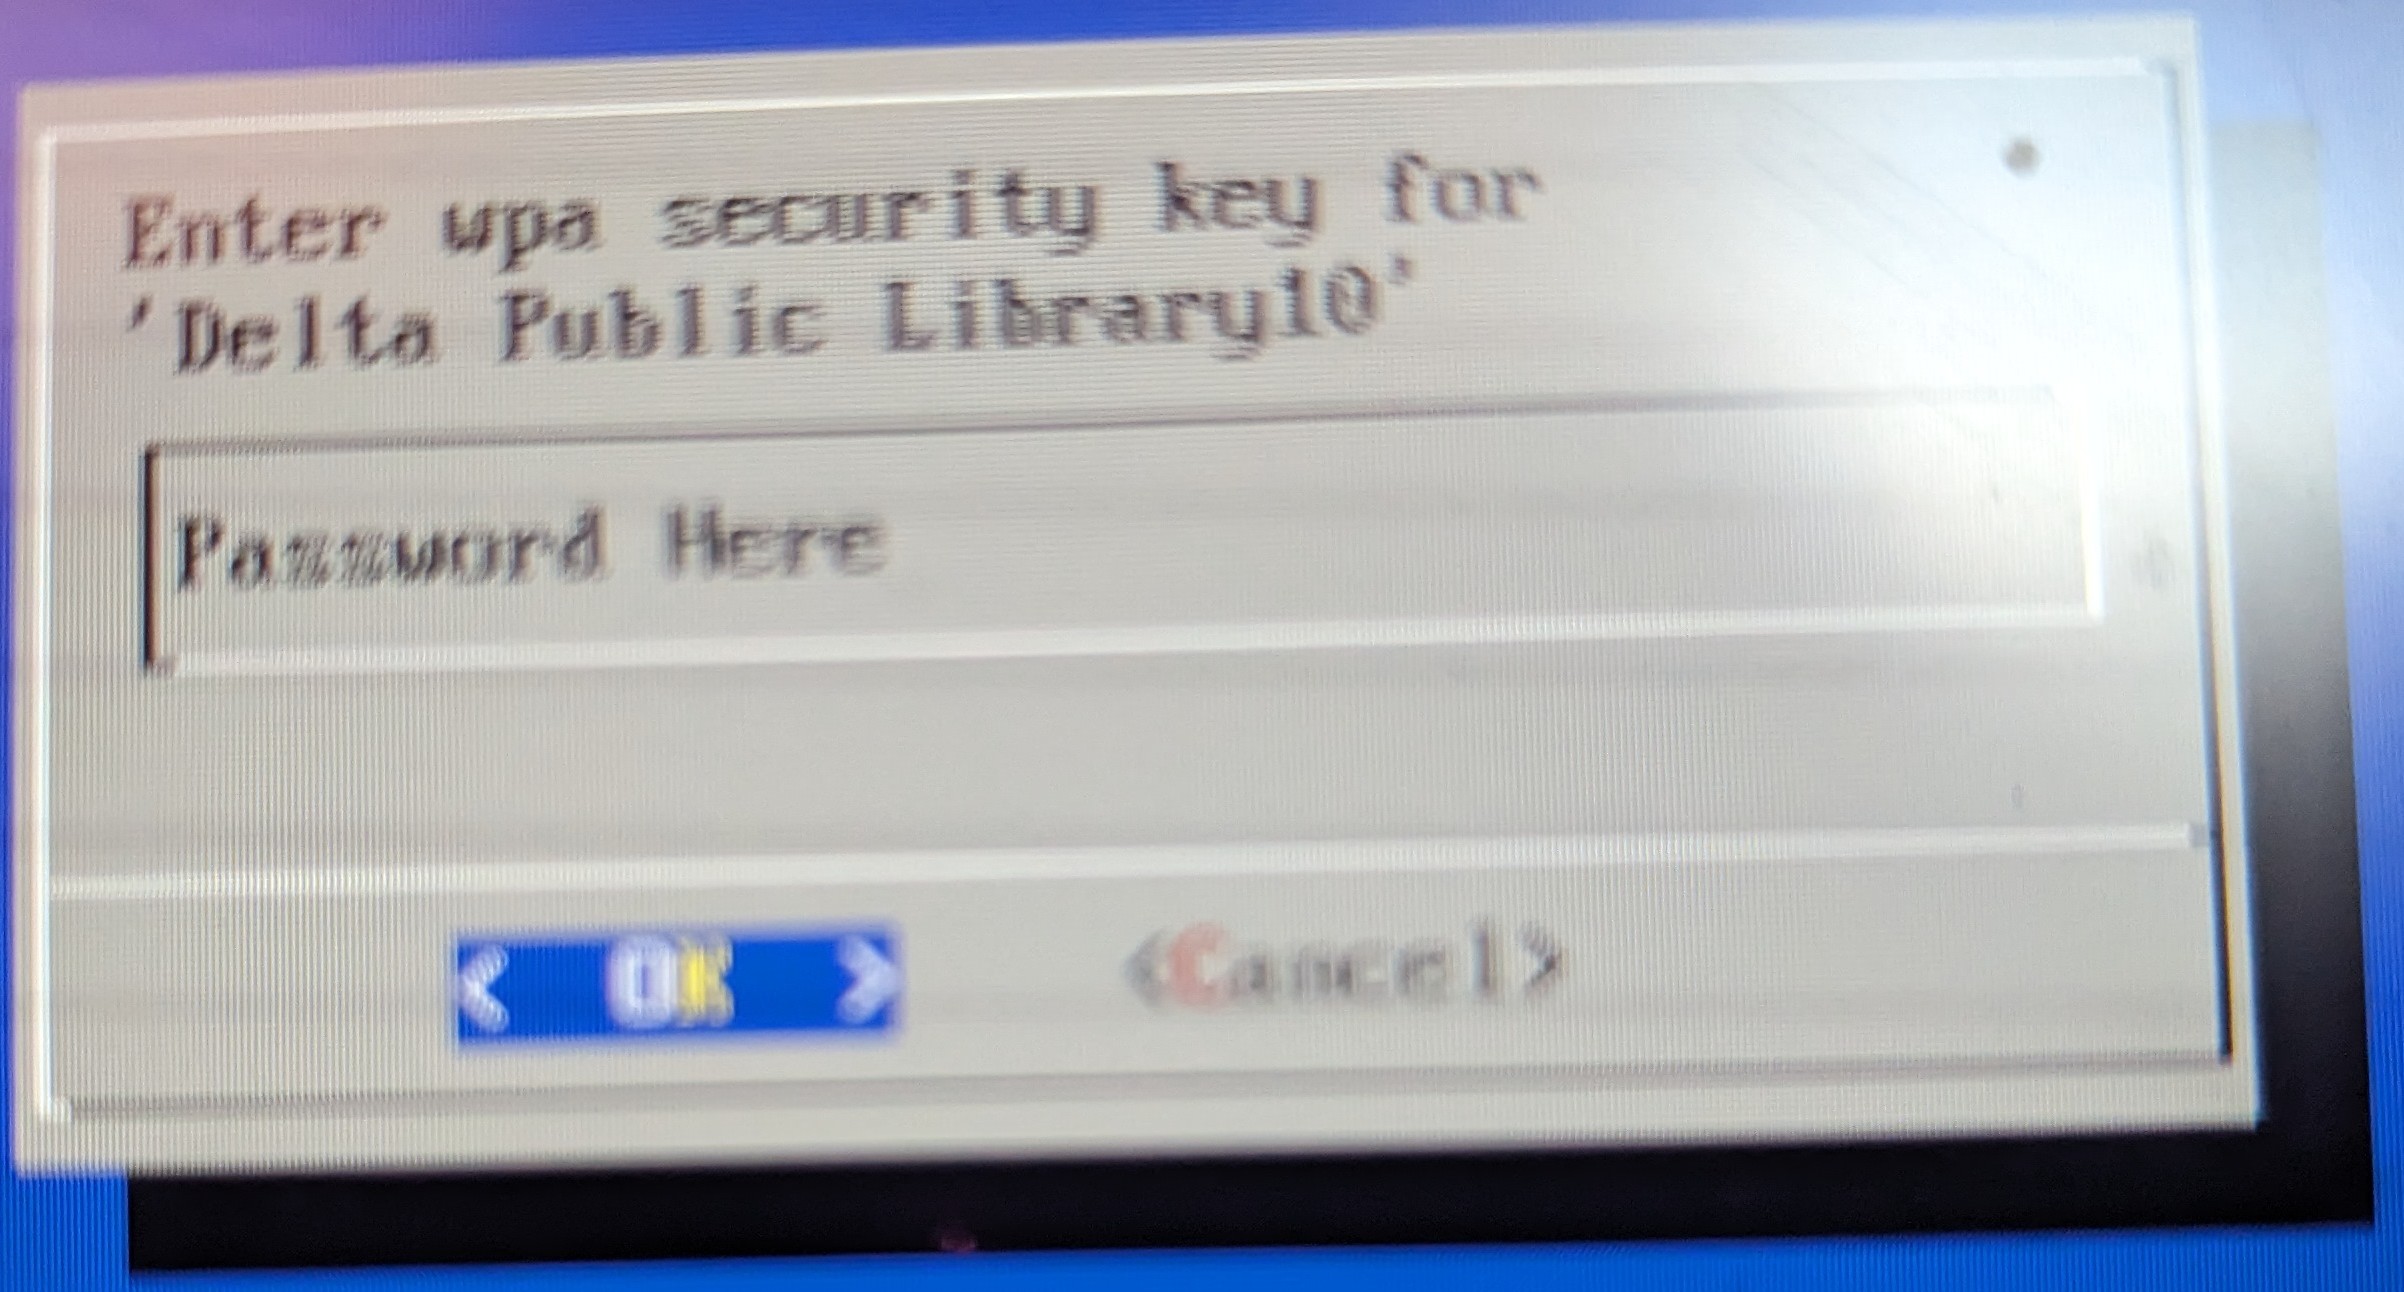 Enter wpa security key for
'Delta Public Library10'
Password Here
< OK >
<Cancel>